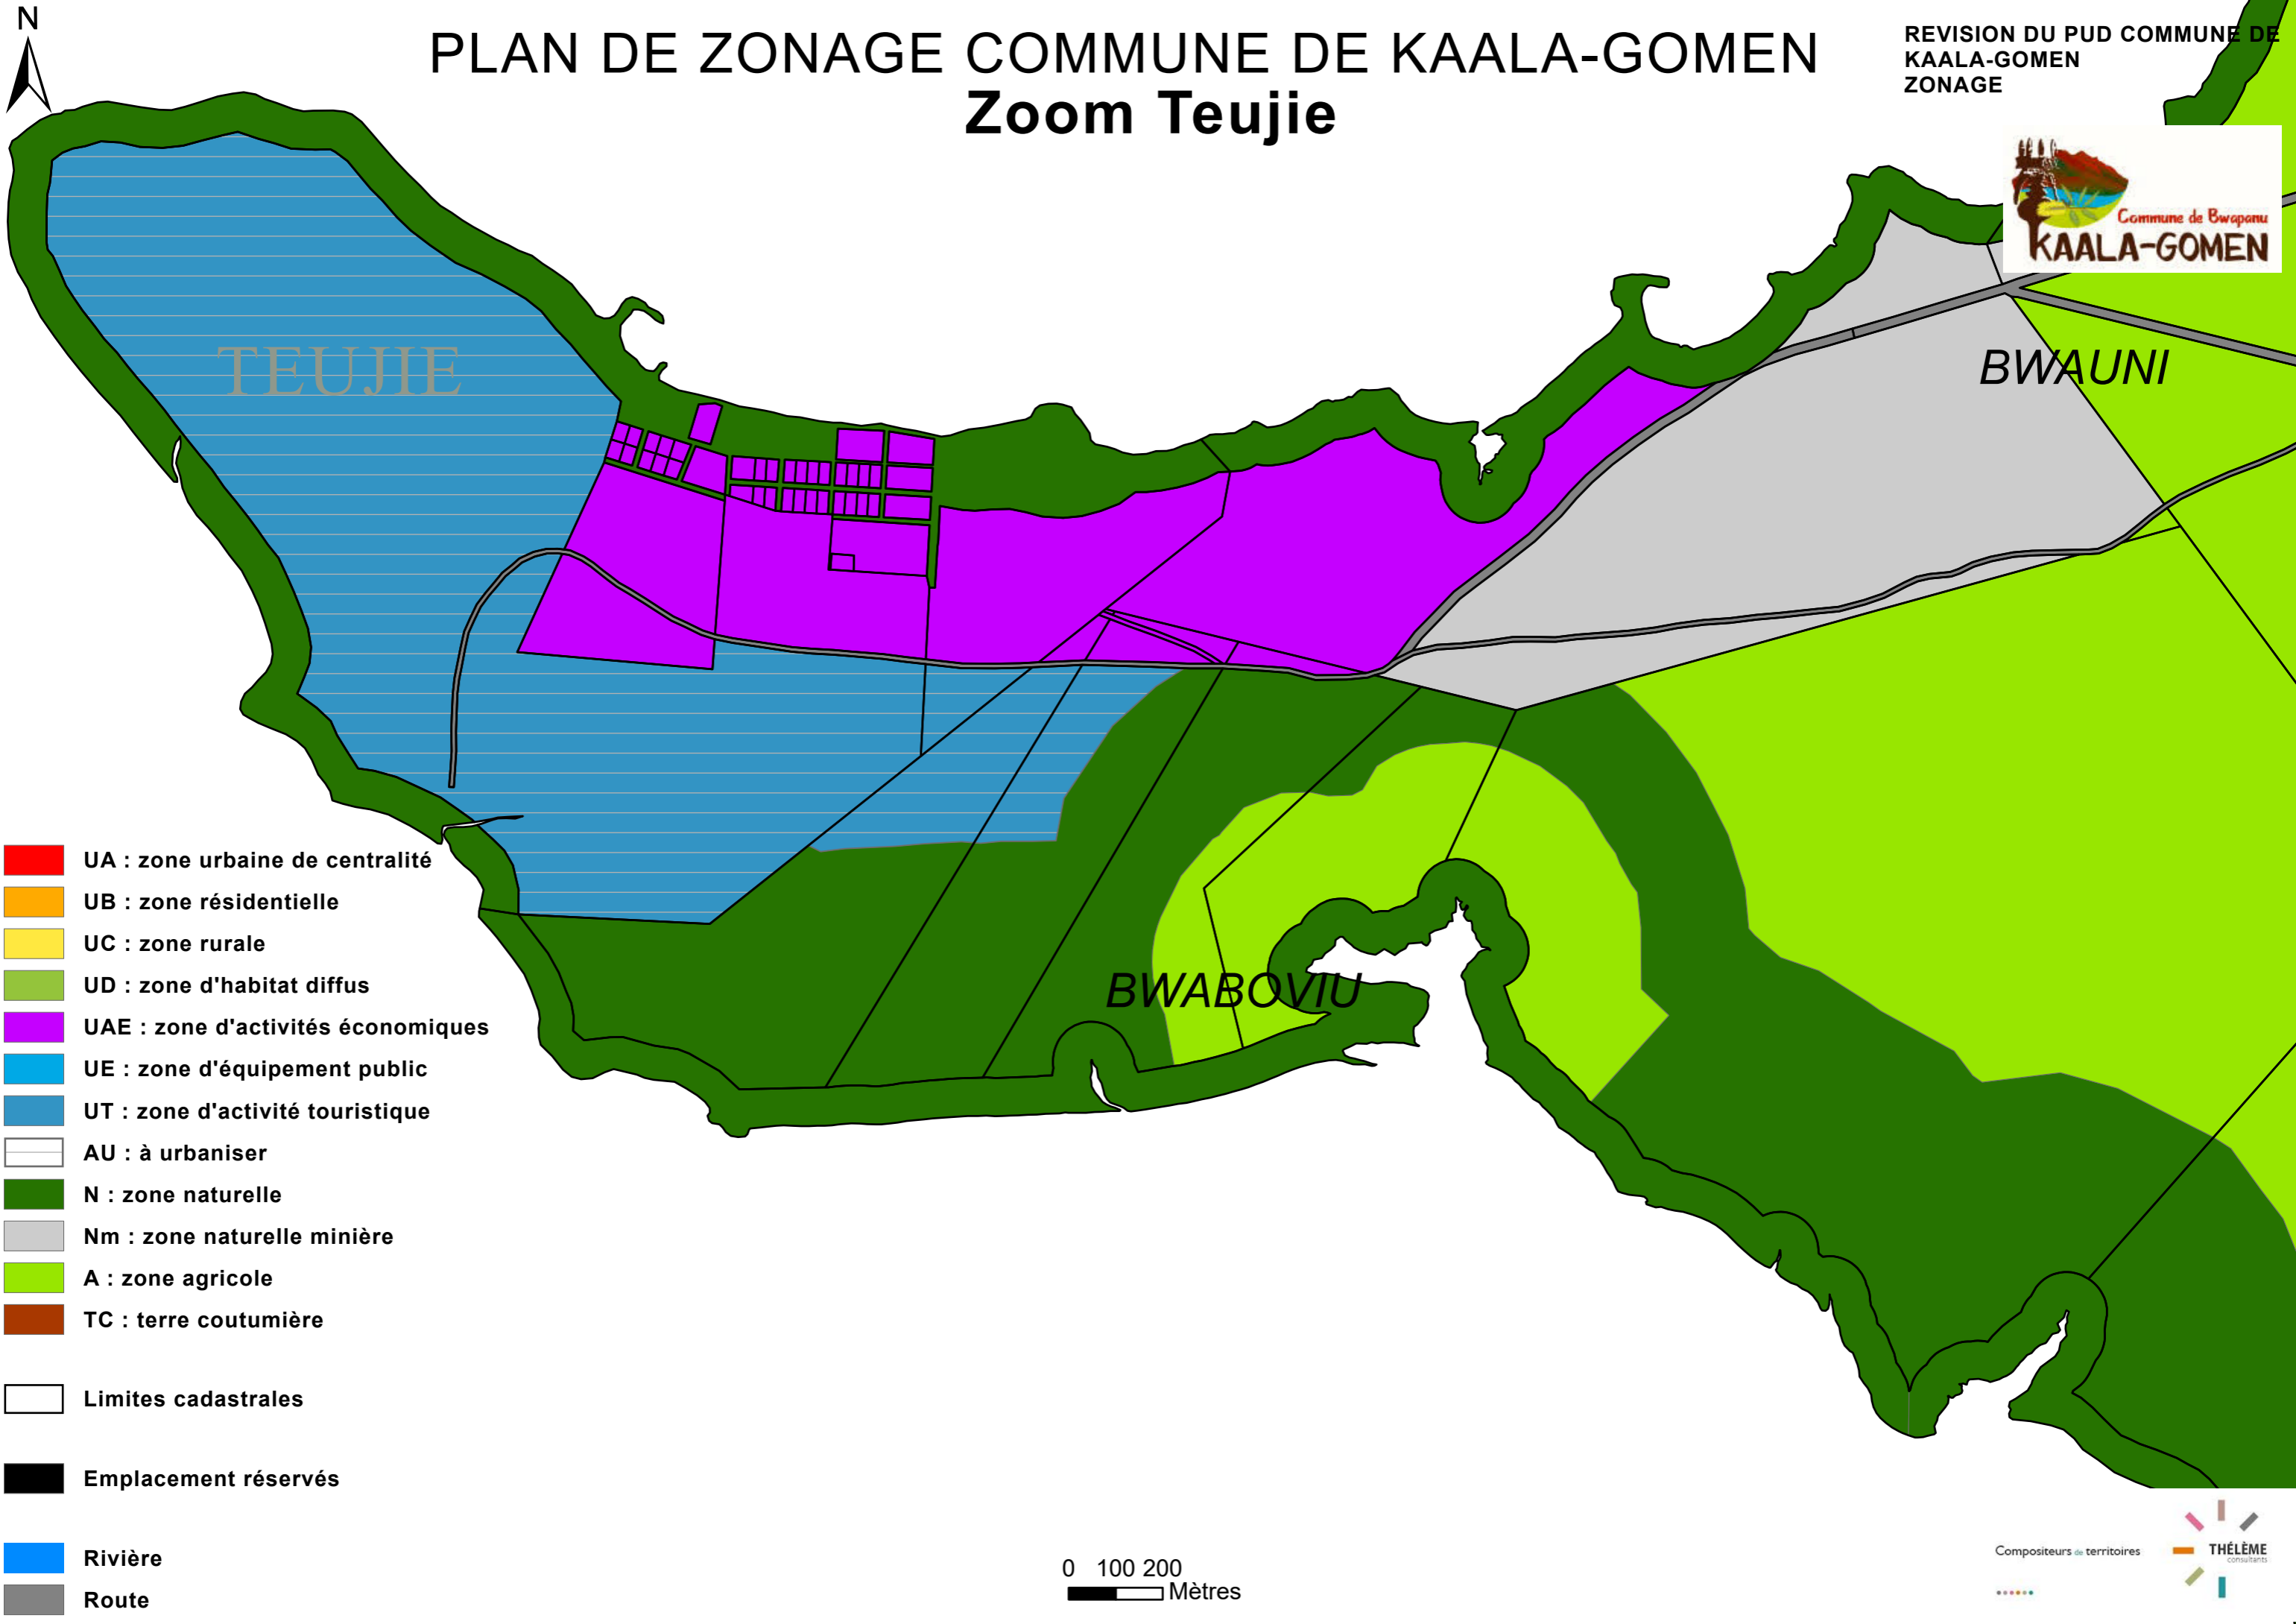 N
PLAN DE ZONAGE COMMUNE DE KAALA-GOMEN
Zoom Teujie
REVISION DU PUD COMMUNE DE
KAALA-GOMEN
ZONAGE
Commune de Bwapanu
KAALA-GOMEN
TEUJIE
BWAUNI
BWABOVIU
UA : zone urbaine de centralité
UB : zone résidentielle
UC : zone rurale
UD : zone d'habitat diffus
UAE : zone d'activités économiques
UE : zone d'équipement public
UT : zone d'activité touristique
AU : à urbaniser
N : zone naturelle
Nm : zone naturelle minière
A : zone agricole
TC : terre coutumière
Limites cadastrales
Emplacement réservés
Rivière
Route
0 100 200
Mètres
Compositeurs de territoires
THÉLÈME
consultants